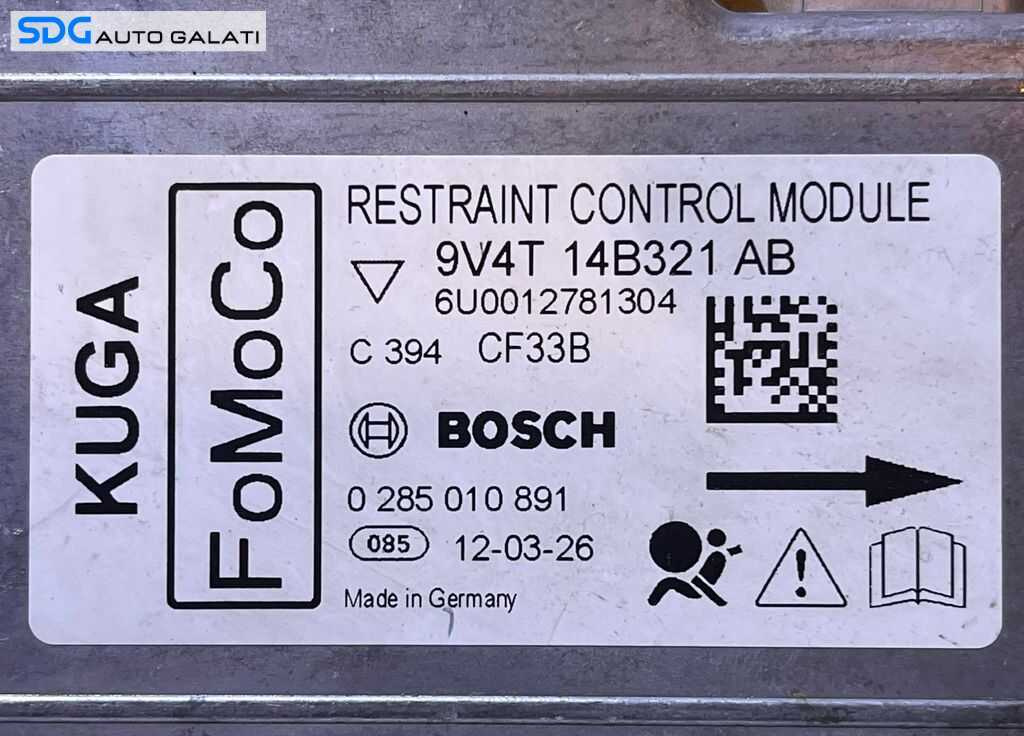 SDG AUTO GALATI
KUGA
FoMoCo
RESTRAINT CONTROL MODULE
9V4T 14B321 AB
6U0012781304
C 394 CF33B
BOSCH
0 285 010 891
085 12-03-26
Made in Germany